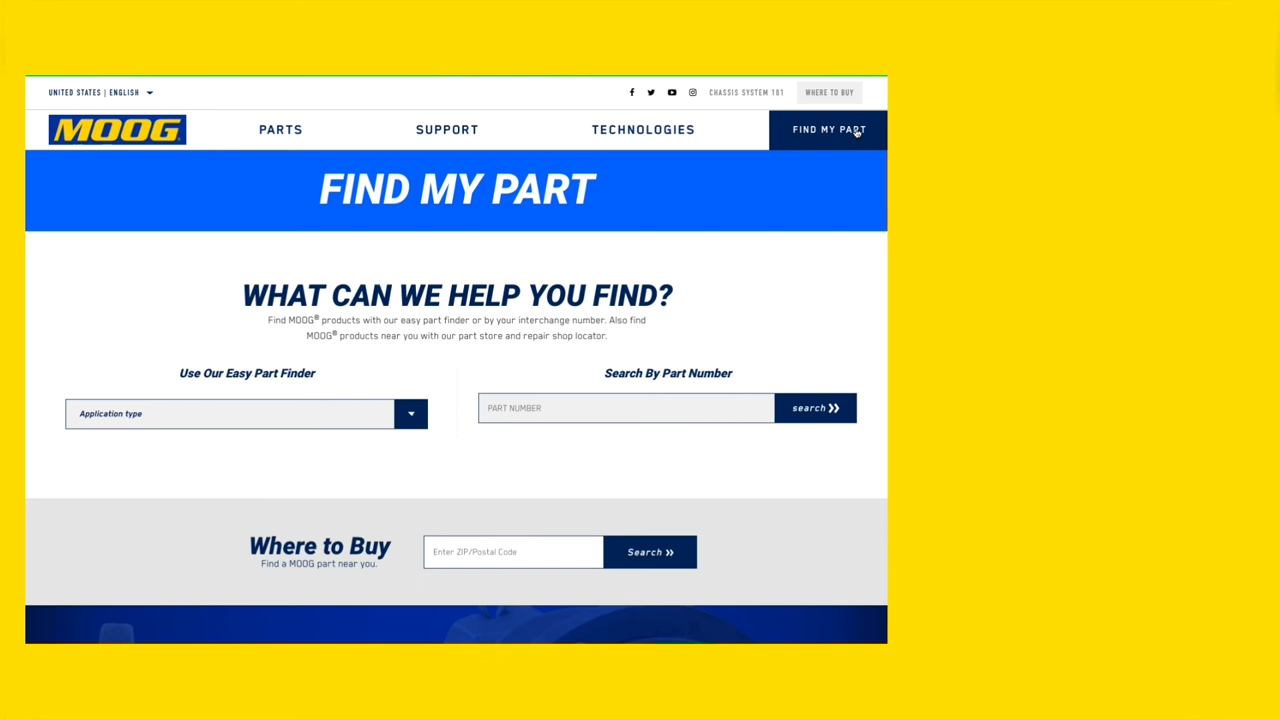 UNITED STATES | ENGLISH
CHASSIS SYSTEM 101
WHERE TO BUY
MOOG
PARTS
SUPPORT
TECHNOLOGIES
FIND MY PART
FIND MY PART
WHAT CAN WE HELP YOU FIND?
Find MOOG® products with our easy part finder or by your interchange number. Also find
MOOG® products near you with our part store and repair shop locator.
Use Our Easy Part Finder
Application type
Search By Part Number
PART NUMBER
search
Where to Buy
Find a MOOG part near you.
Enter ZIP/Postal Code
Search